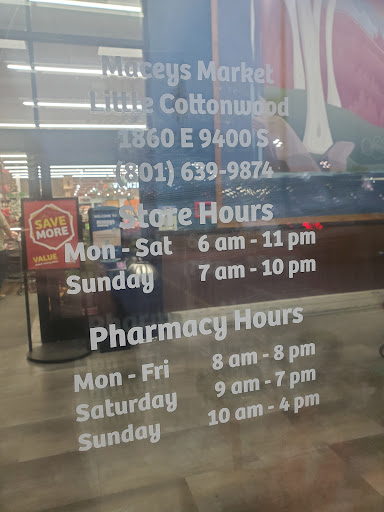 Maceys Market
Little Cottonwood
1860 E 9400 S
(801) 639-9874
Store Hours
Mon - Sat 6 am - 11 pm
Sunday 7 am - 10 pm
Pharmacy Hours
Mon - Fri 8 am - 8 pm
Saturday 9 am - 7 pm
Sunday 10 am - 4 pm
SAVE
MORE
VALUE